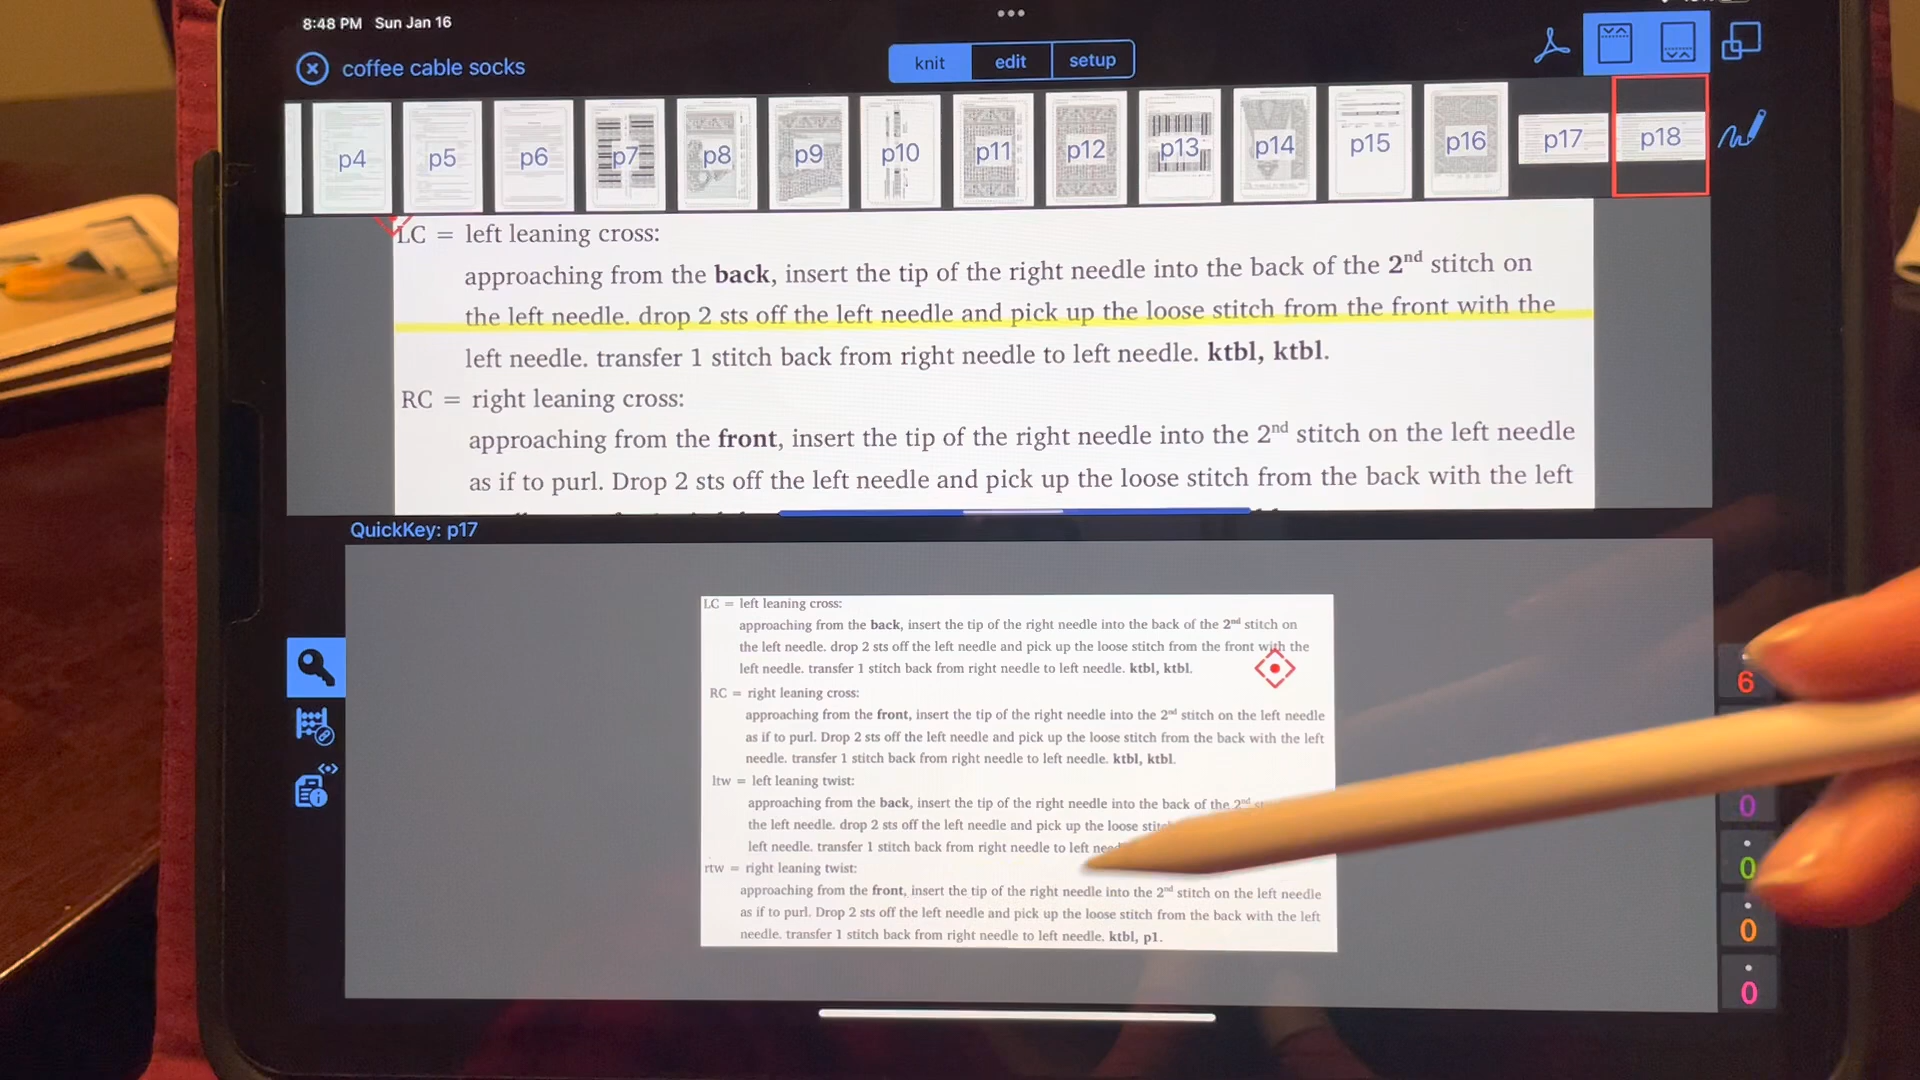 8:48 PM Sun Jan 16
coffee cable socks
knit edit setup
p4 p5 p6 p7 p8 p9 p10 p11 p12 p13 p14 p15 p16 p17 p18
LC = left leaning cross:
approaching from the back, insert the tip of the right needle into the back of the 2nd stitch on
the left needle. drop 2 sts off the left needle and pick up the loose stitch from the front with the
left needle. transfer 1 stitch back from right needle to left needle. ktbl, ktbl.
RC = right leaning cross:
approaching from the front, insert the tip of the right needle into the 2nd stitch on the left needle
as if to purl. Drop 2 sts off the left needle and pick up the loose stitch from the back with the left
QuickKey: p17
LC = left leaning cross:
approaching from the back, insert the tip of the right needle into the back of the 2nd stitch on
the left needle. drop 2 sts off the left needle and pick up the loose stitch from the front with the
left needle. transfer 1 stitch back from right needle to left needle. ktbl, ktbl.
RC = right leaning cross:
approaching from the front, insert the tip of the right needle into the 2nd stitch on the left needle
as if to purl. Drop 2 sts off the left needle and pick up the loose stitch from the back with the left
needle. transfer 1 stitch back from right needle to left needle. ktbl, ktbl.
ltw = left leaning twist:
approaching from the back, insert the tip of the right needle into the back of the 2nd
the left needle. drop 2 sts off the left needle and pick up the loose
left needle. transfer 1 stitch back from right needle to left
rtw = right leaning twist:
approaching from the front, insert the tip of the right needle into the 2nd stitch on the left needle
as if to purl. Drop 2 sts off the left needle and pick up the loose stitch from the back with the left
needle. transfer 1 stitch back from right needle to left needle. ktbl, p1.
6
0
0
0
0